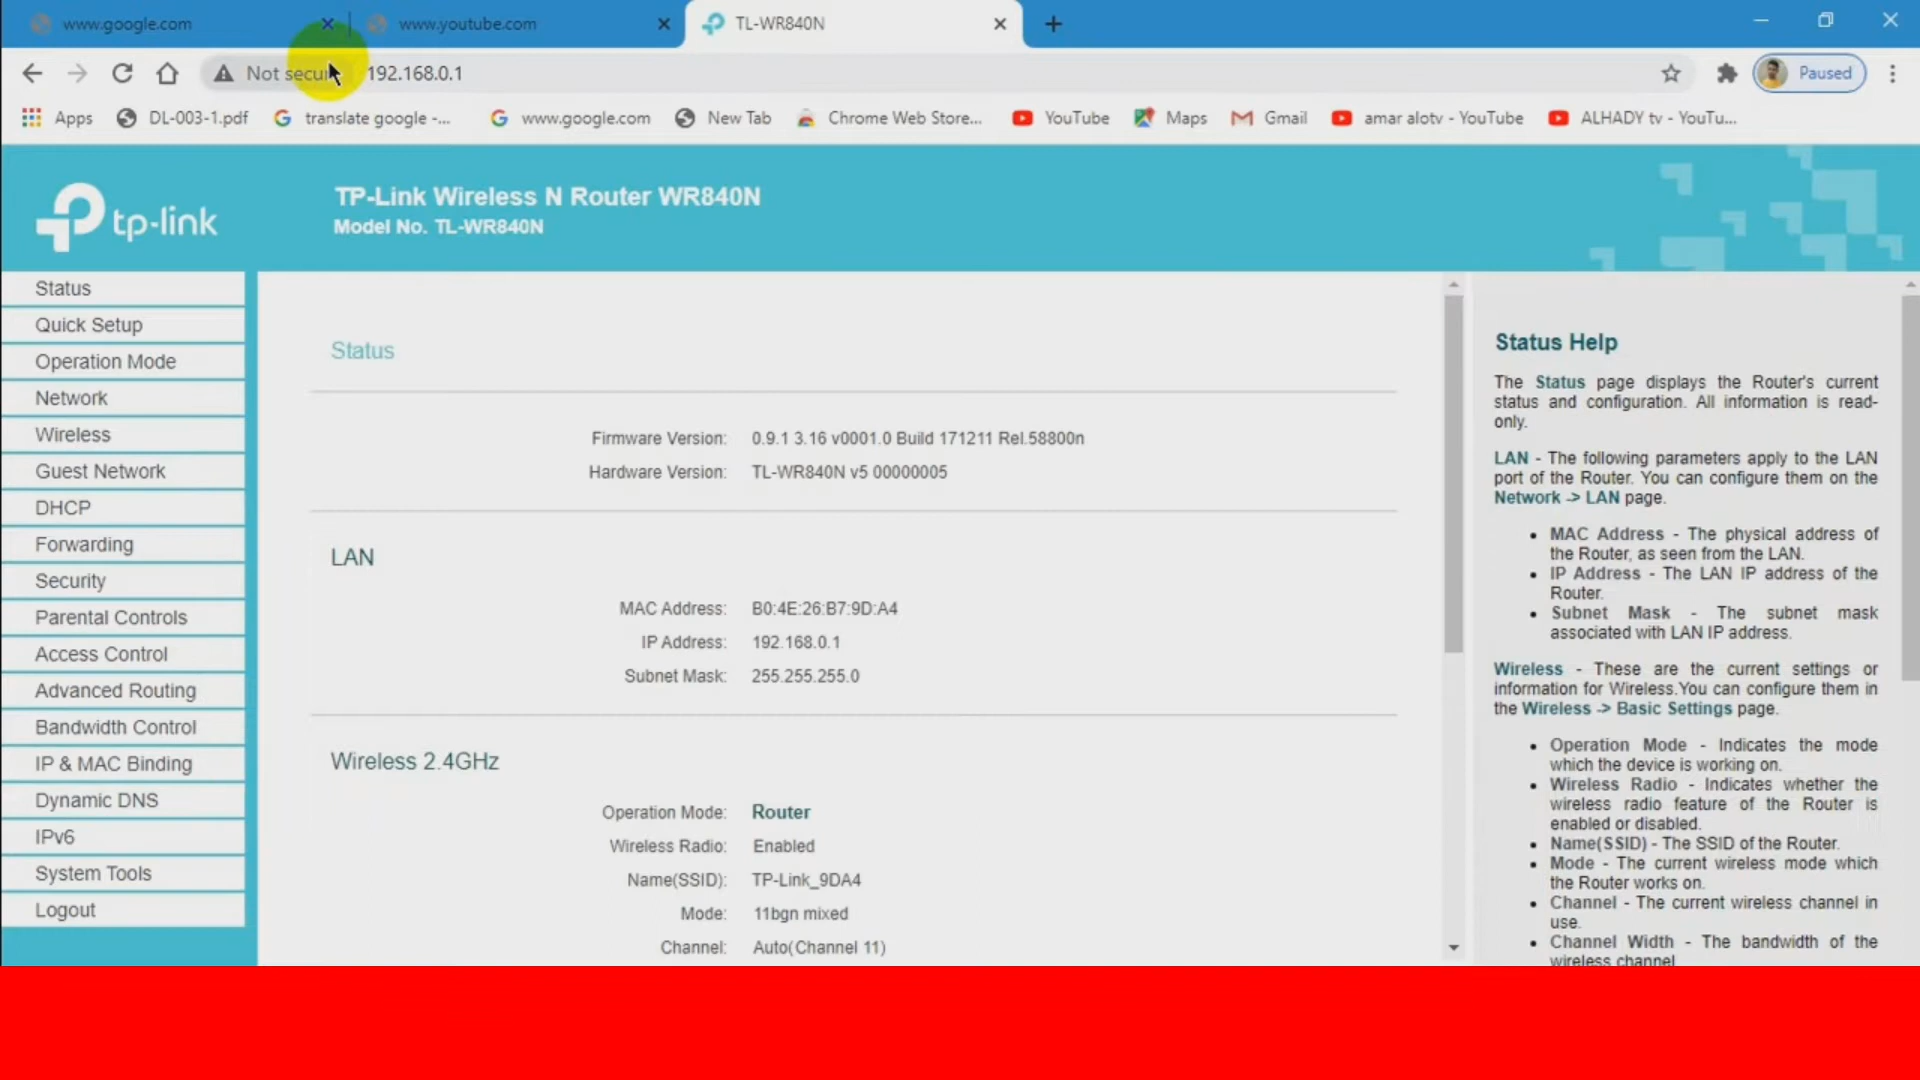 www.google.com
www.youtube.com
TL-WR840N
Not secu
192.168.0.1
Paused
Apps
DL-003-1.pdf
translate google -...
www.google.com
New Tab
Chrome Web Store...
YouTube
Maps
Gmail
amar alotv - YouTube
ALHADY tv - YouTu...
tp-link
TP-Link Wireless N Router WR840N
Model No. TL-WR840N
Status
Quick Setup
Operation Mode
Network
Wireless
Guest Network
DHCP
Forwarding
Security
Parental Controls
Access Control
Advanced Routing
Bandwidth Control
IP & MAC Binding
Dynamic DNS
IPv6
System Tools
Logout
Status
Firmware Version: 0.9.1 3.16 v0001.0 Build 171211 Rel.58800n
Hardware Version: TL-WR840N v5 00000005
LAN
MAC Address: B0:4E:26:B7:9D:A4
IP Address: 192.168.0.1
Subnet Mask: 255.255.255.0
Wireless 2.4GHz
Operation Mode: Router
Wireless Radio: Enabled
Name(SSID): TP-Link_9DA4
Mode: 11bgn mixed
Channel: Auto(Channel 11)
Status Help
The Status page displays the Router's current
status and configuration. All information is read-
only.
LAN - The following parameters apply to the LAN
port of the Router. You can configure them on the
Network -> LAN page.
• MAC Address - The physical address of
the Router, as seen from the LAN.
• IP Address - The LAN IP address of the
Router.
• Subnet Mask - The subnet mask
associated with LAN IP address.
Wireless - These are the current settings or
information for Wireless.You can configure them in
the Wireless -> Basic Settings page.
• Operation Mode - Indicates the mode
which the device is working on.
• Wireless Radio - Indicates whether the
wireless radio feature of the Router is
enabled or disabled.
• Name(SSID) - The SSID of the Router.
• Mode - The current wireless mode which
the Router works on.
• Channel - The current wireless channel in
use.
• Channel Width - The bandwidth of the
wireless channel